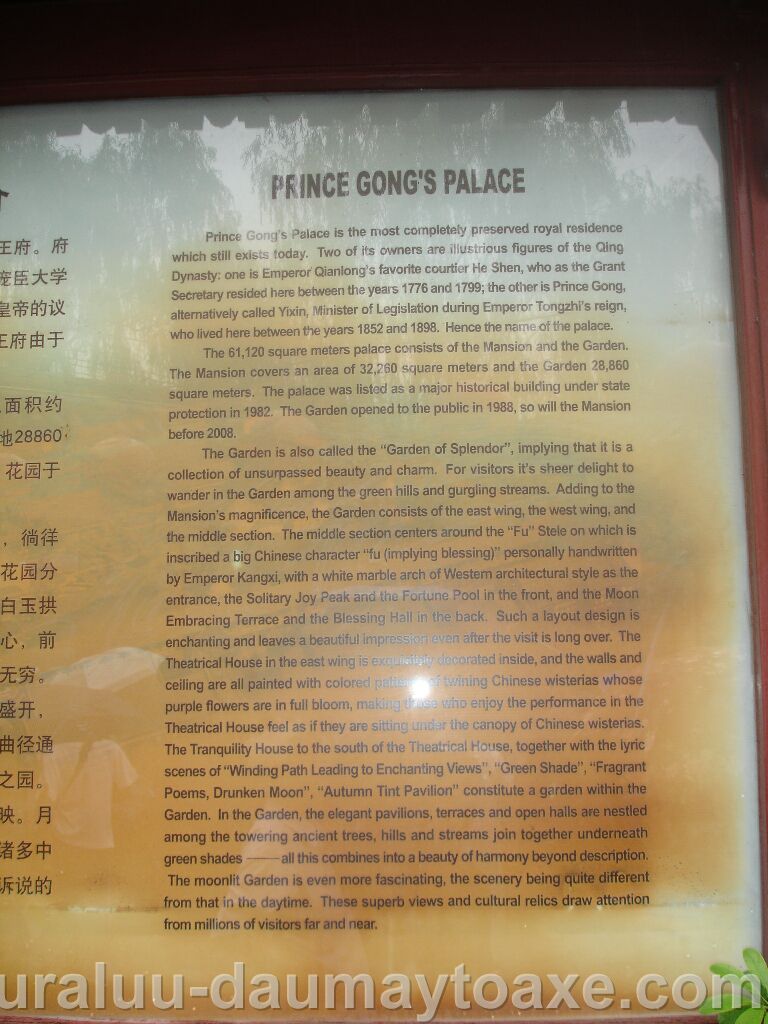 PRINCE GONG'S PALACE
Prince Gong's Palace is the most completely preserved royal residence
which still exists today. Two of its owners are illustrious figures of the Qing
Dynasty: one is Emperor Qianlong's favorite courtier He Shen, who as the Grant
Secretary resided here between the years 1776 and 1799; the other is Prince Gong,
alternatively called Yixin, Minister of Legislation during Emperor Tongzhi's reign,
who lived here between the years 1852 and 1898. Hence the name of the palace.
The 61,120 square meters palace consists of the Mansion and the Garden.
The Mansion covers an area of 32,260 square meters and the Garden 28,860
square meters. The palace was listed as a major historical building under state
protection in 1982. The Garden opened to the public in 1988, so will the Mansion
before 2008.
The Garden is also called the “Garden of Splendor”, implying that it is a
collection of unsurpassed beauty and charm. For visitors it's sheer delight to
wander in the Garden among the green hills and gurgling streams. Adding to the
Mansion's magnificence, the Garden consists of the east wing, the west wing, and
the middle section. The middle section centers around the “Fu” Stele on which is
inscribed a big Chinese character “fu (implying blessing)” personally handwritten
by Emperor Kangxi, with a white marble arch of Western architectural style as the
entrance, the Solitary Joy Peak and the Fortune Pool in the front, and the Moon
Embracing Terrace and the Blessing Hall in the back. Such a layout design is
enchanting and leaves a beautiful impression even after the visit is long over. The
Theatrical House in the east wing is exquisitely decorated inside, and the walls and
ceiling are all painted with colored patterns of twining Chinese wisterias whose
purple flowers are in full bloom, making those who enjoy the performance in the
Theatrical House feel as if they are sitting under the canopy of Chinese wisterias.
The Tranquility House to the south of the Theatrical House, together with the lyric
scenes of “Winding Path Leading to Enchanting Views”, “Green Shade”, “Fragrant
Poems, Drunken Moon”, “Autumn Tint Pavilion” constitute a garden within the
Garden. In the Garden, the elegant pavilions, terraces and open halls are nestled
among the towering ancient trees, hills and streams join together underneath
green shades ——all this combines into a beauty of harmony beyond description.
The moonlit Garden is even more fascinating, the scenery being quite different
from that in the daytime. These superb views and cultural relics draw attention
from millions of visitors far and near.
王府。府
宠臣大学
皇帝的议
王府由于
面积约
地28860
花园于
，徜徉
花园分
白玉拱
心，前
无穷。
盛开，
曲径通
之园。
映。月
诸多中
诉说的
uraluu-daumaytoaxe.com